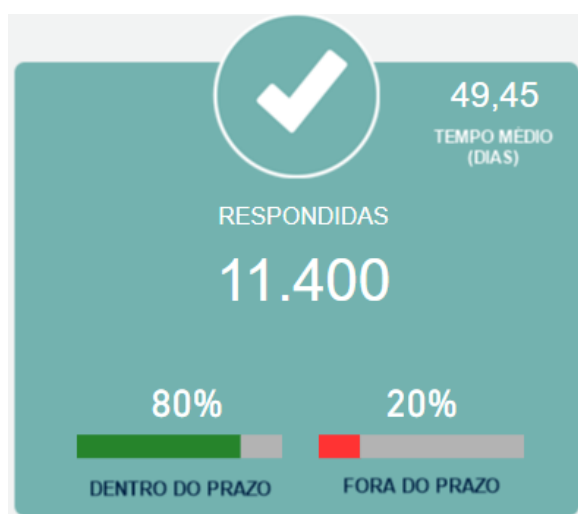 49,45
TEMPO MÉDIO
(DIAS)
RESPONDIDAS
11.400
80%
20%
DENTRO DO PRAZO
FORA DO PRAZO